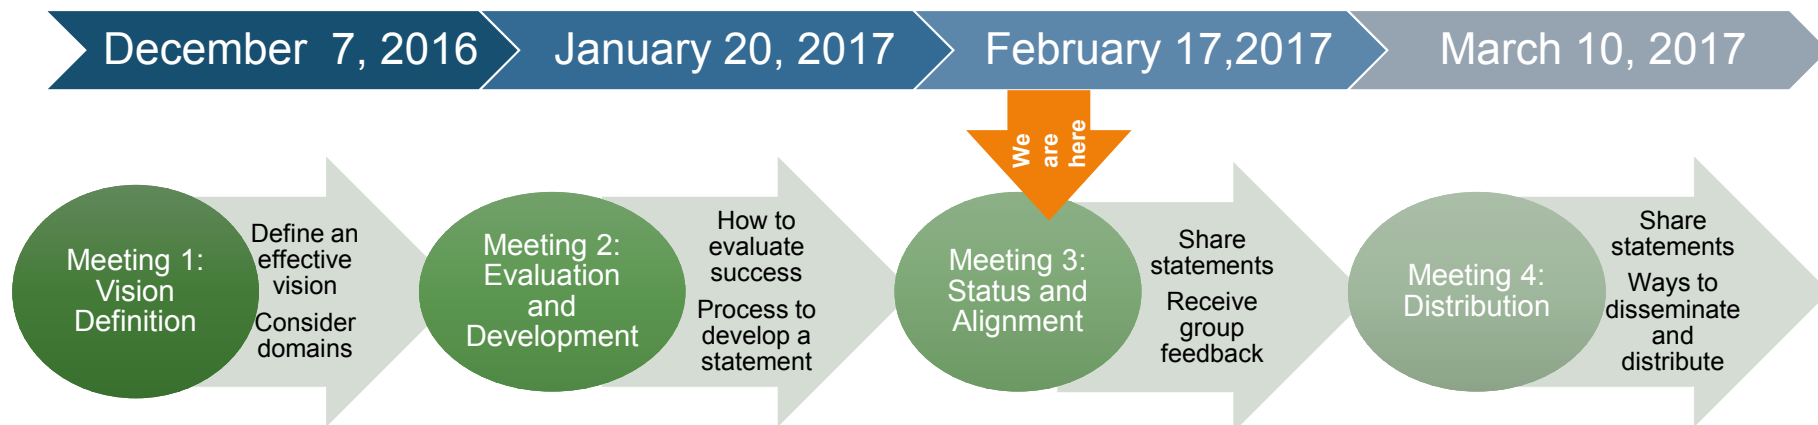 December 7, 2016
January 20, 2017
February 17,2017
March 10, 2017
We
are
here
Meeting 1:
Vision
Definition
Define an
effective
vision
Consider
domains
Meeting 2:
Evaluation
and
Development
How to
evaluate
success
Process to
develop a
statement
Meeting 3:
Status and
Alignment
Share
statements
Receive
group
feedback
Meeting 4:
Distribution
Share
statements
Ways to
disseminate
and
distribute